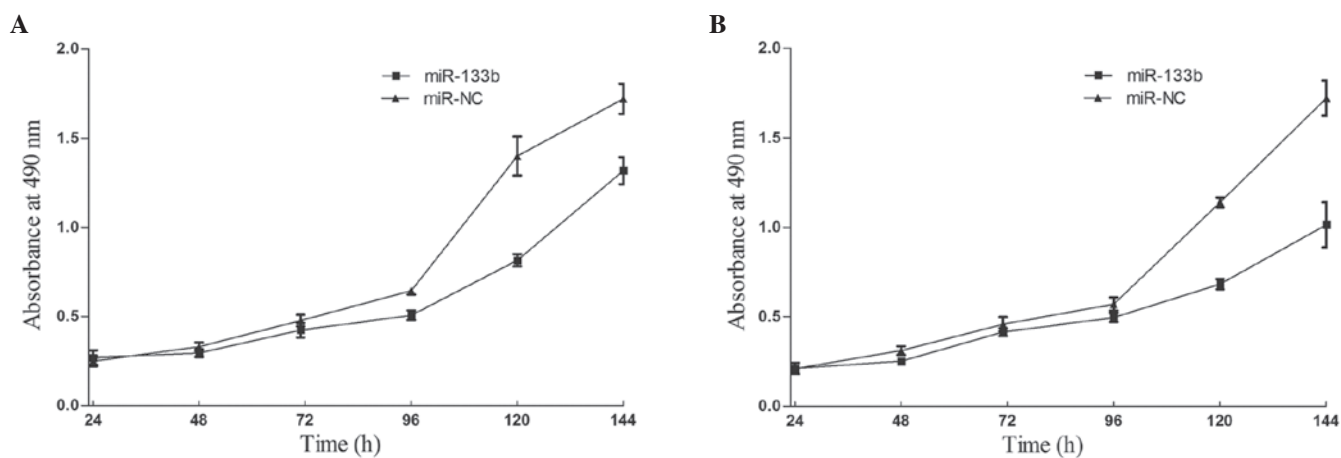 A
2.0
1.5
1.0
0.5
0.0
Absorbance at 490 nm
miR-133b
miR-NC
24 48 72 96 120 144
Time (h)
B
2.0
1.5
1.0
0.5
0.0
Absorbance at 490 nm
miR-133b
miR-NC
24 48 72 96 120 144
Time (h)